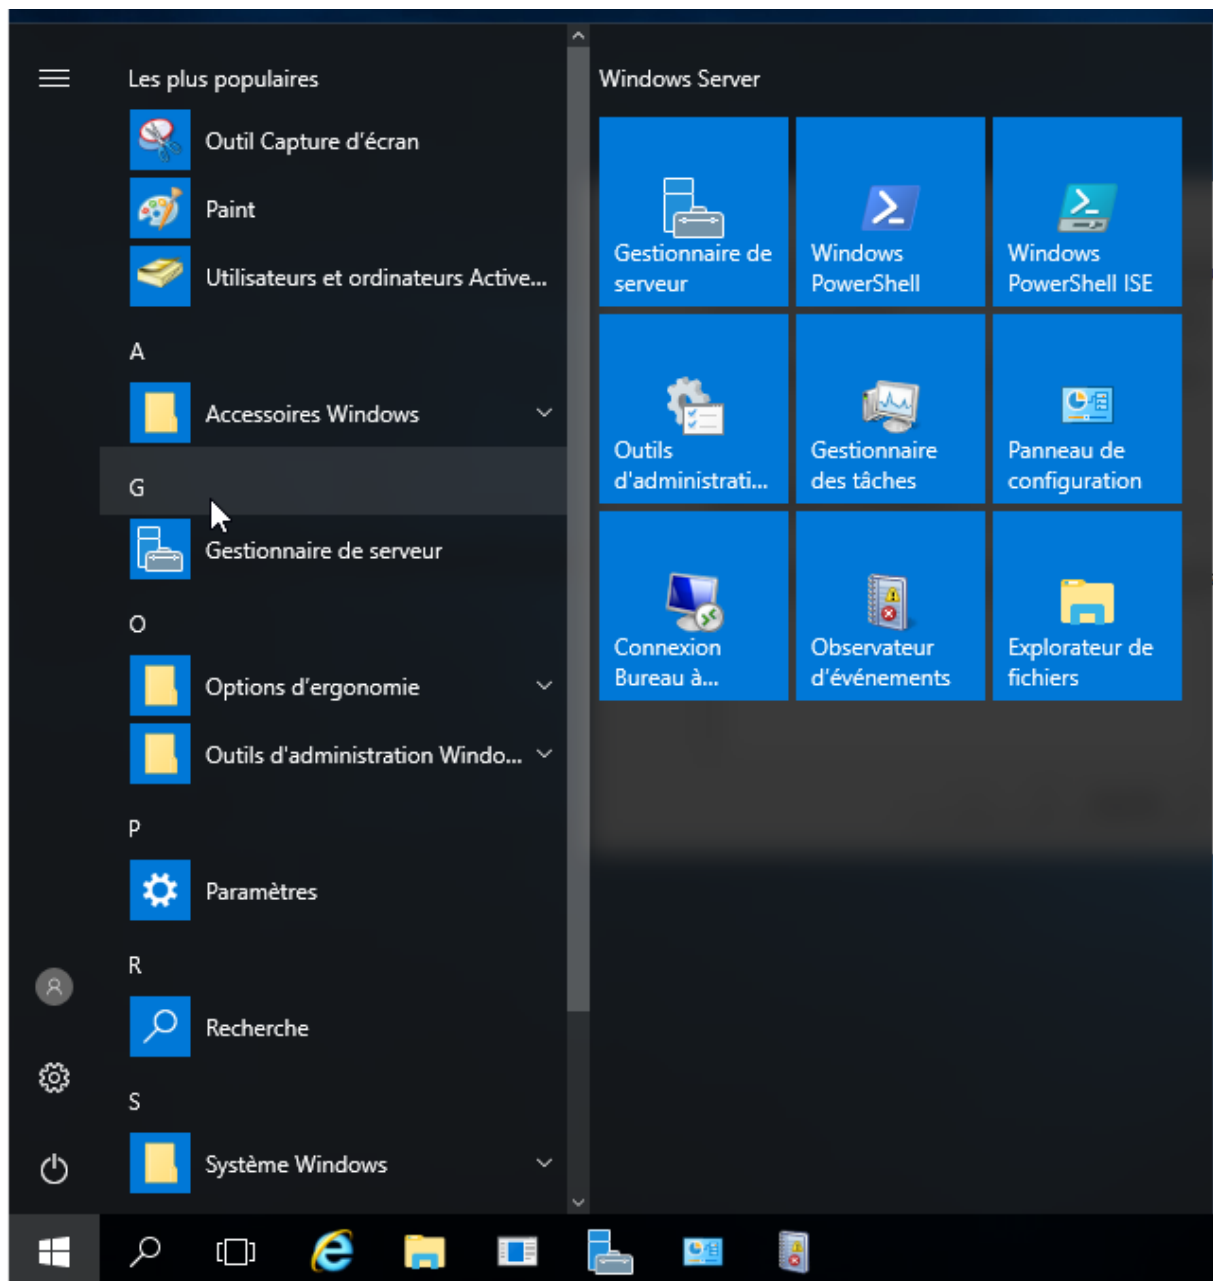 Les plus populaires
Outil Capture d'écran
Paint
Utilisateurs et ordinateurs Active...
A
Accessoires Windows
G
Gestionnaire de serveur
O
Options d'ergonomie
Outils d'administration Windo...
P
Paramètres
R
Recherche
S
Système Windows
Windows Server
Gestionnaire de
serveur
Windows
PowerShell
Windows
PowerShell ISE
Outils
d'administrati...
Gestionnaire
des tâches
Panneau de
configuration
Connexion
Bureau à...
Observateur
d'événements
Explorateur de
fichiers